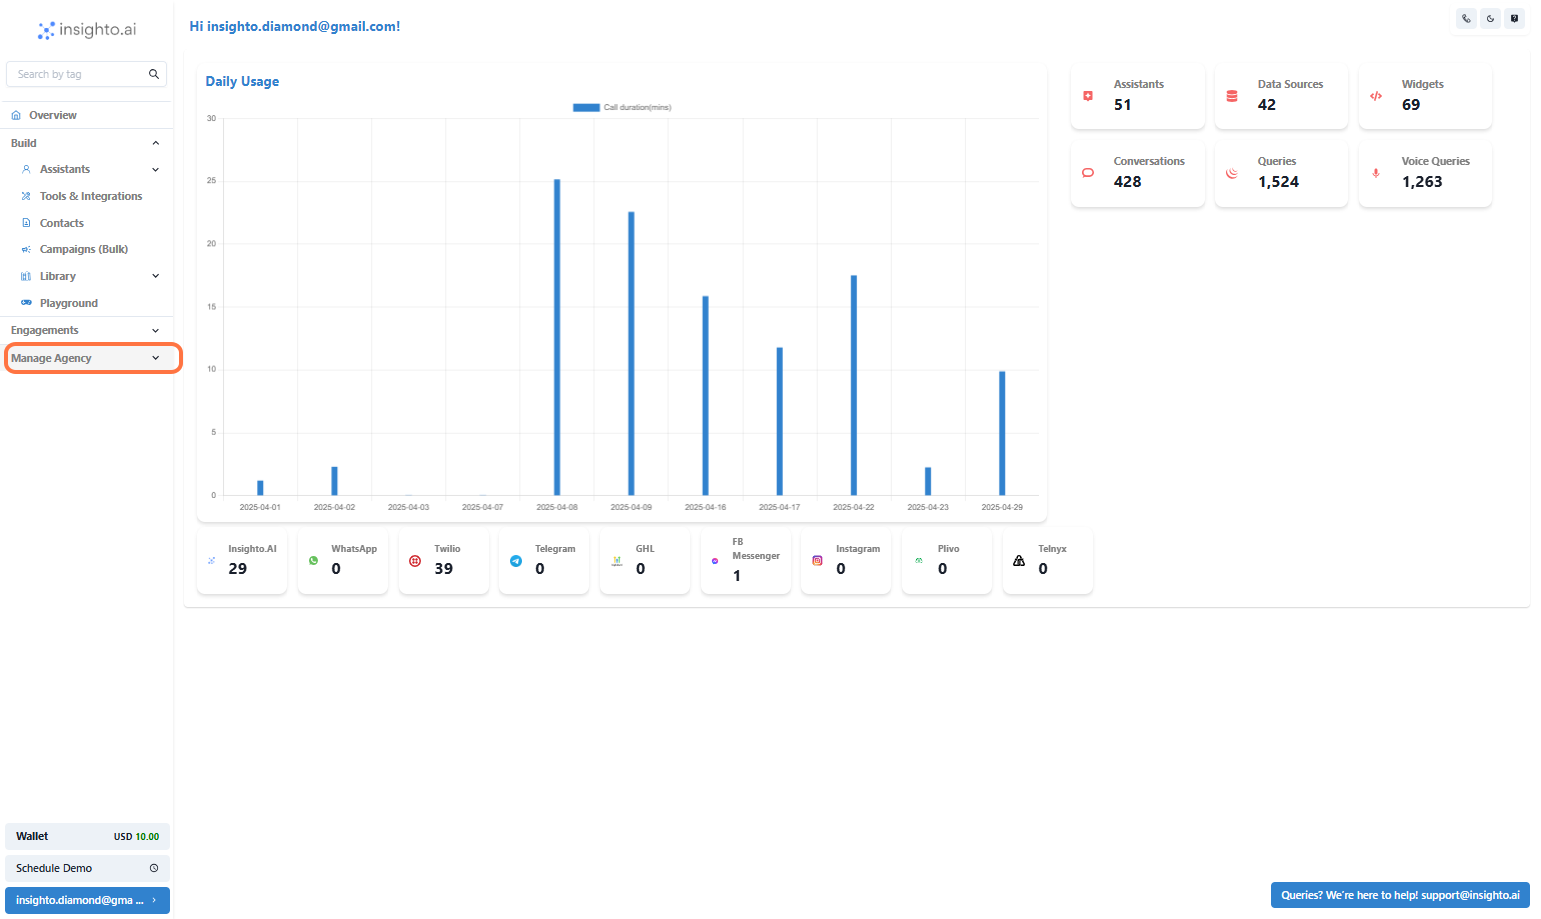 insighto.ai
Search by tag
Overview
Build
Assistants
Tools & Integrations
Contacts
Campaigns (Bulk)
Library
Playground
Engagements
Manage Agency
Wallet USD 10.00
Schedule Demo
insighto.diamond@gma ...
Hi insighto.diamond@gmail.com!
Daily Usage
Call duration(mins)
30
25
20
15
10
5
0
2025-04-01 2025-04-02 2025-04-03 2025-04-07 2025-04-08 2025-04-09 2025-04-16 2025-04-17 2025-04-22 2025-04-23 2025-04-29
Assistants
51
Data Sources
42
Widgets
69
Conversations
428
Queries
1,524
Voice Queries
1,263
Insighto.AI
29
WhatsApp
0
Twilio
39
Telegram
0
GHL
0
FB
Messenger
1
Instagram
0
Plivo
0
Telnyx
0
Queries? We're here to help! support@insighto.ai